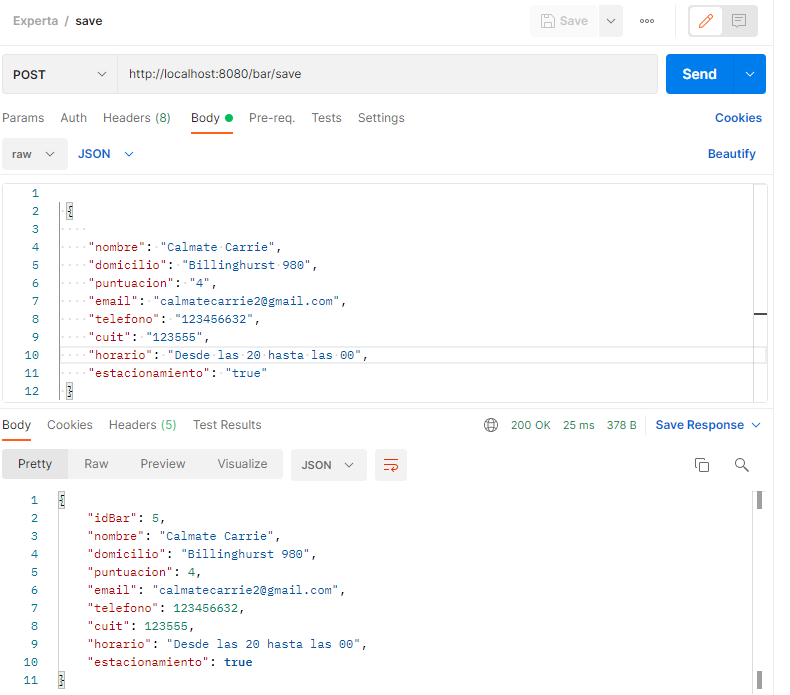 Experta / save
Save
POST
http://localhost:8080/bar/save
Send
Params Auth Headers (8) Body Pre-req. Tests Settings Cookies
raw JSON Beautify
1
2 {
3
4 "nombre": "Calmate Carrie",
5 "domicilio": "Billinghurst 980",
6 "puntuacion": "4",
7 "email": "calmatecarrie2@gmail.com",
8 "telefono": "123456632",
9 "cuit": "123555",
10 "horario": "Desde las 20 hasta las 00",
11 "estacionamiento": "true"
12 }
Body Cookies Headers (5) Test Results 200 OK 25 ms 378 B Save Response
Pretty Raw Preview Visualize JSON
1 {
2 "idBar": 5,
3 "nombre": "Calmate Carrie",
4 "domicilio": "Billinghurst 980",
5 "puntuacion": 4,
6 "email": "calmatecarrie2@gmail.com",
7 "telefono": 123456632,
8 "cuit": 123555,
9 "horario": "Desde las 20 hasta las 00",
10 "estacionamiento": true
11 }